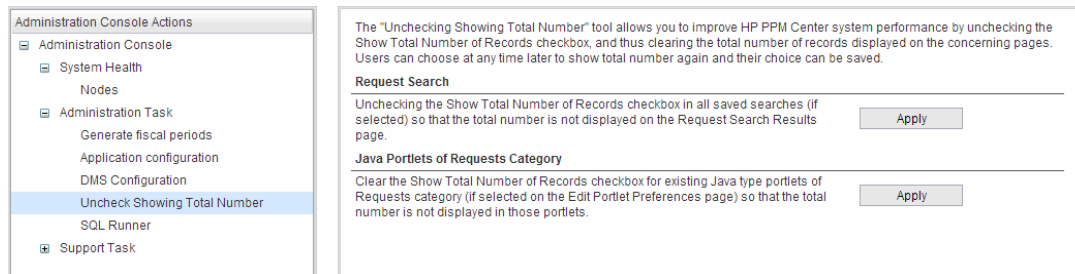 Administration Console Actions
Administration Console
System Health
Nodes
Administration Task
Generate fiscal periods
Application configuration
DMS Configuration
Uncheck Showing Total Number
SQL Runner
Support Task
The "Unchecking Showing Total Number" tool allows you to improve HP PPM Center system performance by unchecking the
Show Total Number of Records checkbox, and thus clearing the total number of records displayed on the concerning pages.
Users can choose at any time later to show total number again and their choice can be saved.
Request Search
Unchecking the Show Total Number of Records checkbox in all saved searches (if
selected) so that the total number is not displayed on the Request Search Results
page.
Apply
Java Portlets of Requests Category
Clear the Show Total Number of Records checkbox for existing Java type portlets of
Requests category (if selected on the Edit Portlet Preferences page) so that the total
number is not displayed in those portlets.
Apply